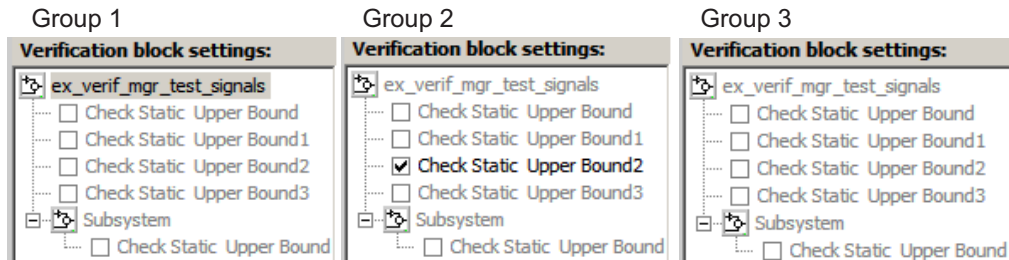 Group 1
Verification block settings:
ex_verif_mgr_test_signals
Check Static Upper Bound
Check Static Upper Bound1
Check Static Upper Bound2
Check Static Upper Bound3
Subsystem
Check Static Upper Bound
Group 2
Verification block settings:
ex_verif_mgr_test_signals
Check Static Upper Bound
Check Static Upper Bound1
Check Static Upper Bound2
Check Static Upper Bound3
Subsystem
Check Static Upper Bound
Group 3
Verification block settings:
ex_verif_mgr_test_signals
Check Static Upper Bound
Check Static Upper Bound1
Check Static Upper Bound2
Check Static Upper Bound3
Subsystem
Check Static Upper Bound